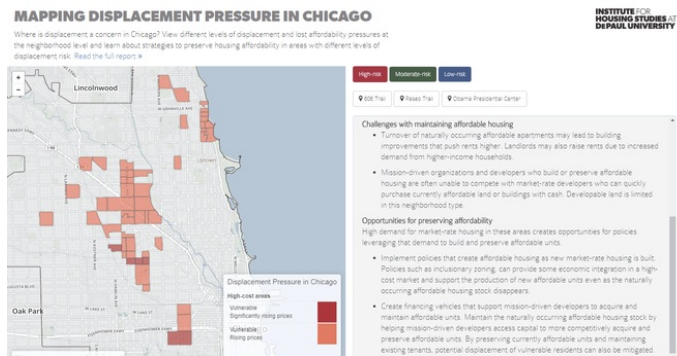 MAPPING DISPLACEMENT PRESSURE IN CHICAGO
INSTITUTE FOR
HOUSING STUDIES AT
DEPAUL UNIVERSITY
Where is displacement a concern in Chicago? View different levels of displacement and lost affordability pressures at
the neighborhood level and learn about strategies to preserve housing affordability in areas with different levels of
displacement risk. Read the full report »
+
−
Lincolnwood
Oak Park
Displacement Pressure in Chicago
High-cost areas
Vulnerable
Significantly rising prices
Vulnerable
Rising prices
High-risk
Moderate-risk
Low-risk
606 Trail
Paseo Trail
Obama Presidential Center
Challenges with maintaining affordable housing
• Turnover of naturally occurring affordable apartments may lead to building
improvements that push rents higher. Landlords may also raise rents due to increased
demand from higher-income households.
• Mission-driven organizations and developers who build or preserve affordable
housing are often unable to compete with market-rate developers who can quickly
purchase currently affordable land or buildings with cash. Developable land is limited
in this neighborhood type.
Opportunities for preserving affordability
High demand for market-rate housing in these areas creates opportunities for policies
leveraging that demand to build and preserve affordable units.
• Implement policies that create affordable housing as new market-rate housing is built.
Policies such as inclusionary zoning, can provide some economic integration in a high-
cost market and support the production of new affordable units even as the naturally
occurring affordable housing stock disappears.
• Create financing vehicles that support mission-driven developers to acquire and
maintain affordable units. Maintain the naturally occurring affordable housing stock by
helping mission-driven developers access capital to more competitively acquire and
preserve affordable units. By preserving currently affordable units and maintaining
existing tenants, potential displacement of vulnerable residents can also be mitigated.